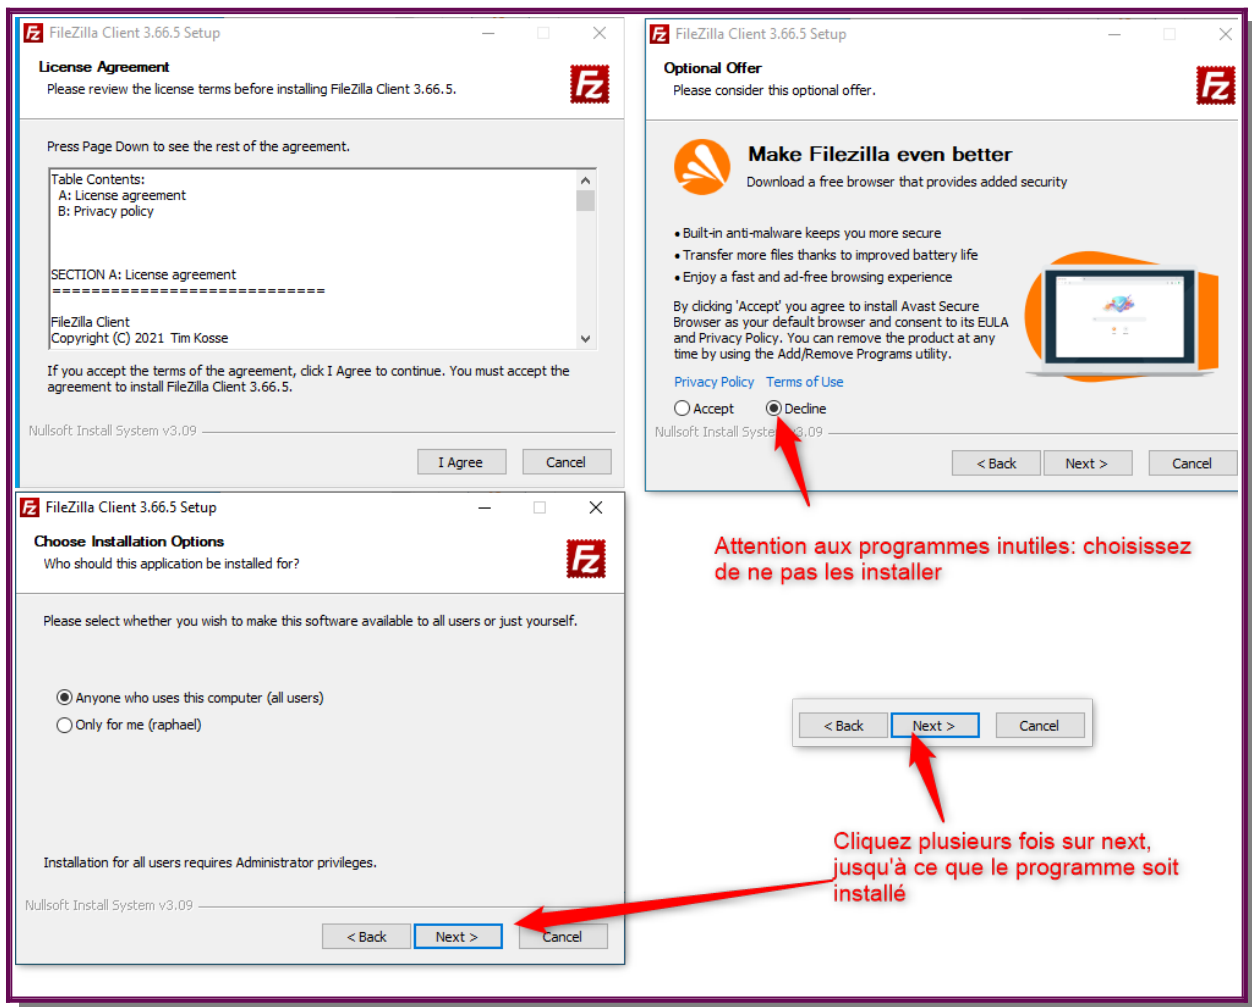 FileZilla Client 3.66.5 Setup
License Agreement
Please review the license terms before installing FileZilla Client 3.66.5.
Press Page Down to see the rest of the agreement.
Table Contents:
A: License agreement
B: Privacy policy
SECTION A: License agreement
============================
FileZilla Client
Copyright (C) 2021 Tim Kosse
If you accept the terms of the agreement, click I Agree to continue. You must accept the
agreement to install FileZilla Client 3.66.5.
Nullsoft Install System v3.09
I Agree
Cancel
FileZilla Client 3.66.5 Setup
Optional Offer
Please consider this optional offer.
Make Filezilla even better
Download a free browser that provides added security
• Built-in anti-malware keeps you more secure
• Transfer more files thanks to improved battery life
• Enjoy a fast and ad-free browsing experience
By clicking 'Accept' you agree to install Avast Secure
Browser as your default browser and consent to its EULA
and Privacy Policy. You can remove the product at any
time by using the Add/Remove Programs utility.
Privacy Policy Terms of Use
Accept Decline
Nullsoft Install System v3.09
< Back
Next >
Cancel
Attention aux programmes inutiles: choisissez
de ne pas les installer
FileZilla Client 3.66.5 Setup
Choose Installation Options
Who should this application be installed for?
Please select whether you wish to make this software available to all users or just yourself.
Anyone who uses this computer (all users)
Only for me (raphael)
Installation for all users requires Administrator privileges.
Nullsoft Install System v3.09
< Back
Next >
Cancel
< Back
Next >
Cancel
Cliquez plusieurs fois sur next,
jusqu'à ce que le programme soit
installé